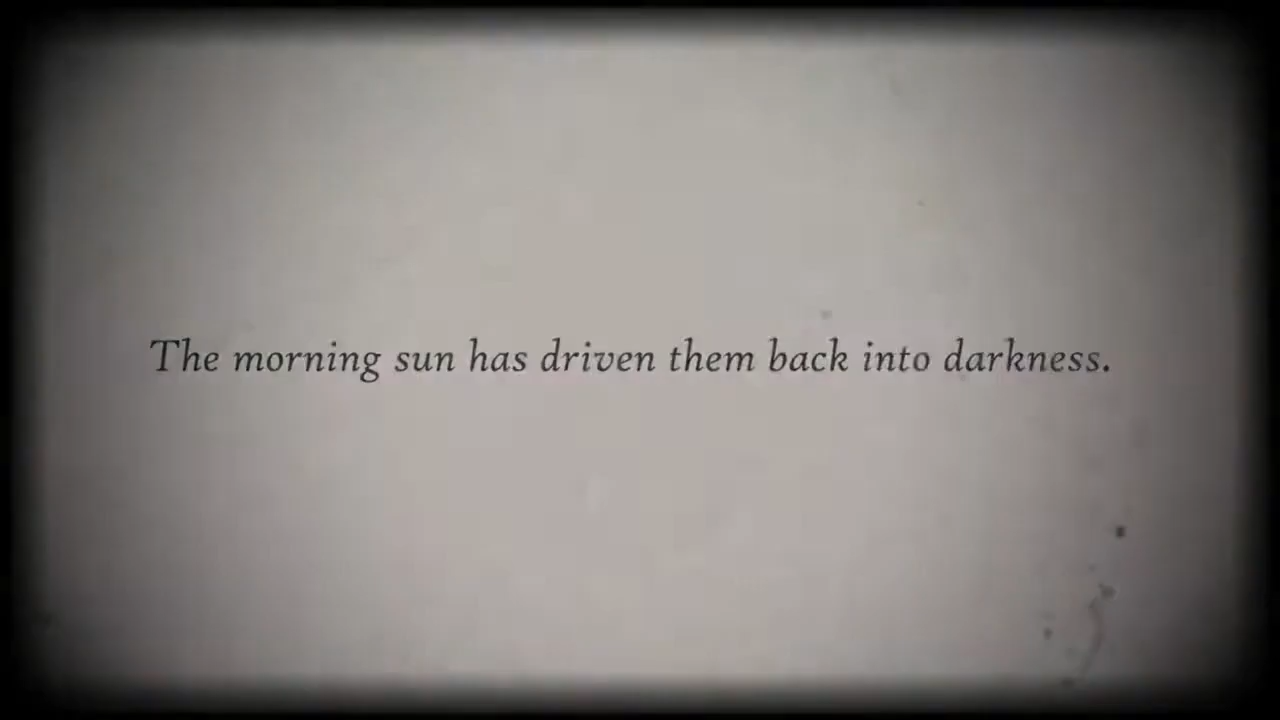 The morning sun has driven them back into darkness.